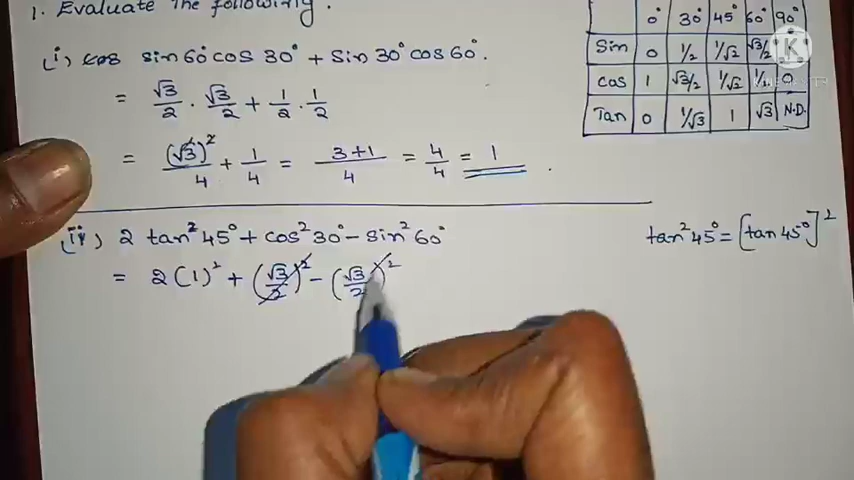 1. Evaluate the following.
(i) cos sin 60° cos 30° + sin 30° cos 60°.
= √3/2 . √3/2 + 1/2 . 1/2
= (√3)²/4 + 1/4 = 3+1/4 = 4/4 = 1
0° 30° 45° 60° 90°
Sin 0 1/2 1/√2 √3/2
cos 1 √3/2 1/√2 1/2 0
Tan 0 1/√3 1 √3 N.D.
K
(ii) 2 tan²45° + cos²30° - sin²60°
= 2(1)² + (√3/2)² - (√3/2)²
tan²45° = [tan 45°]²